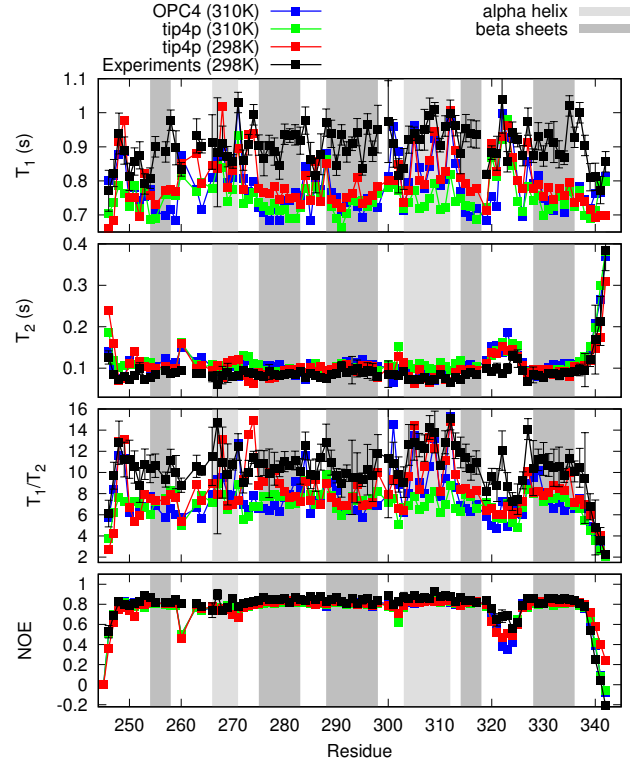 OPC4 (310K)
tip4p (310K)
tip4p (298K)
Experiments (298K)
alpha helix
beta sheets
T1 (s)
1.1
1
0.9
0.8
0.7
T2 (s)
0.4
0.3
0.2
0.1
T1/T2
16
14
12
10
8
6
4
2
NOE
0.8
0.6
0.4
0.2
0
-0.2
250 260 270 280 290 300 310 320 330 340
Residue